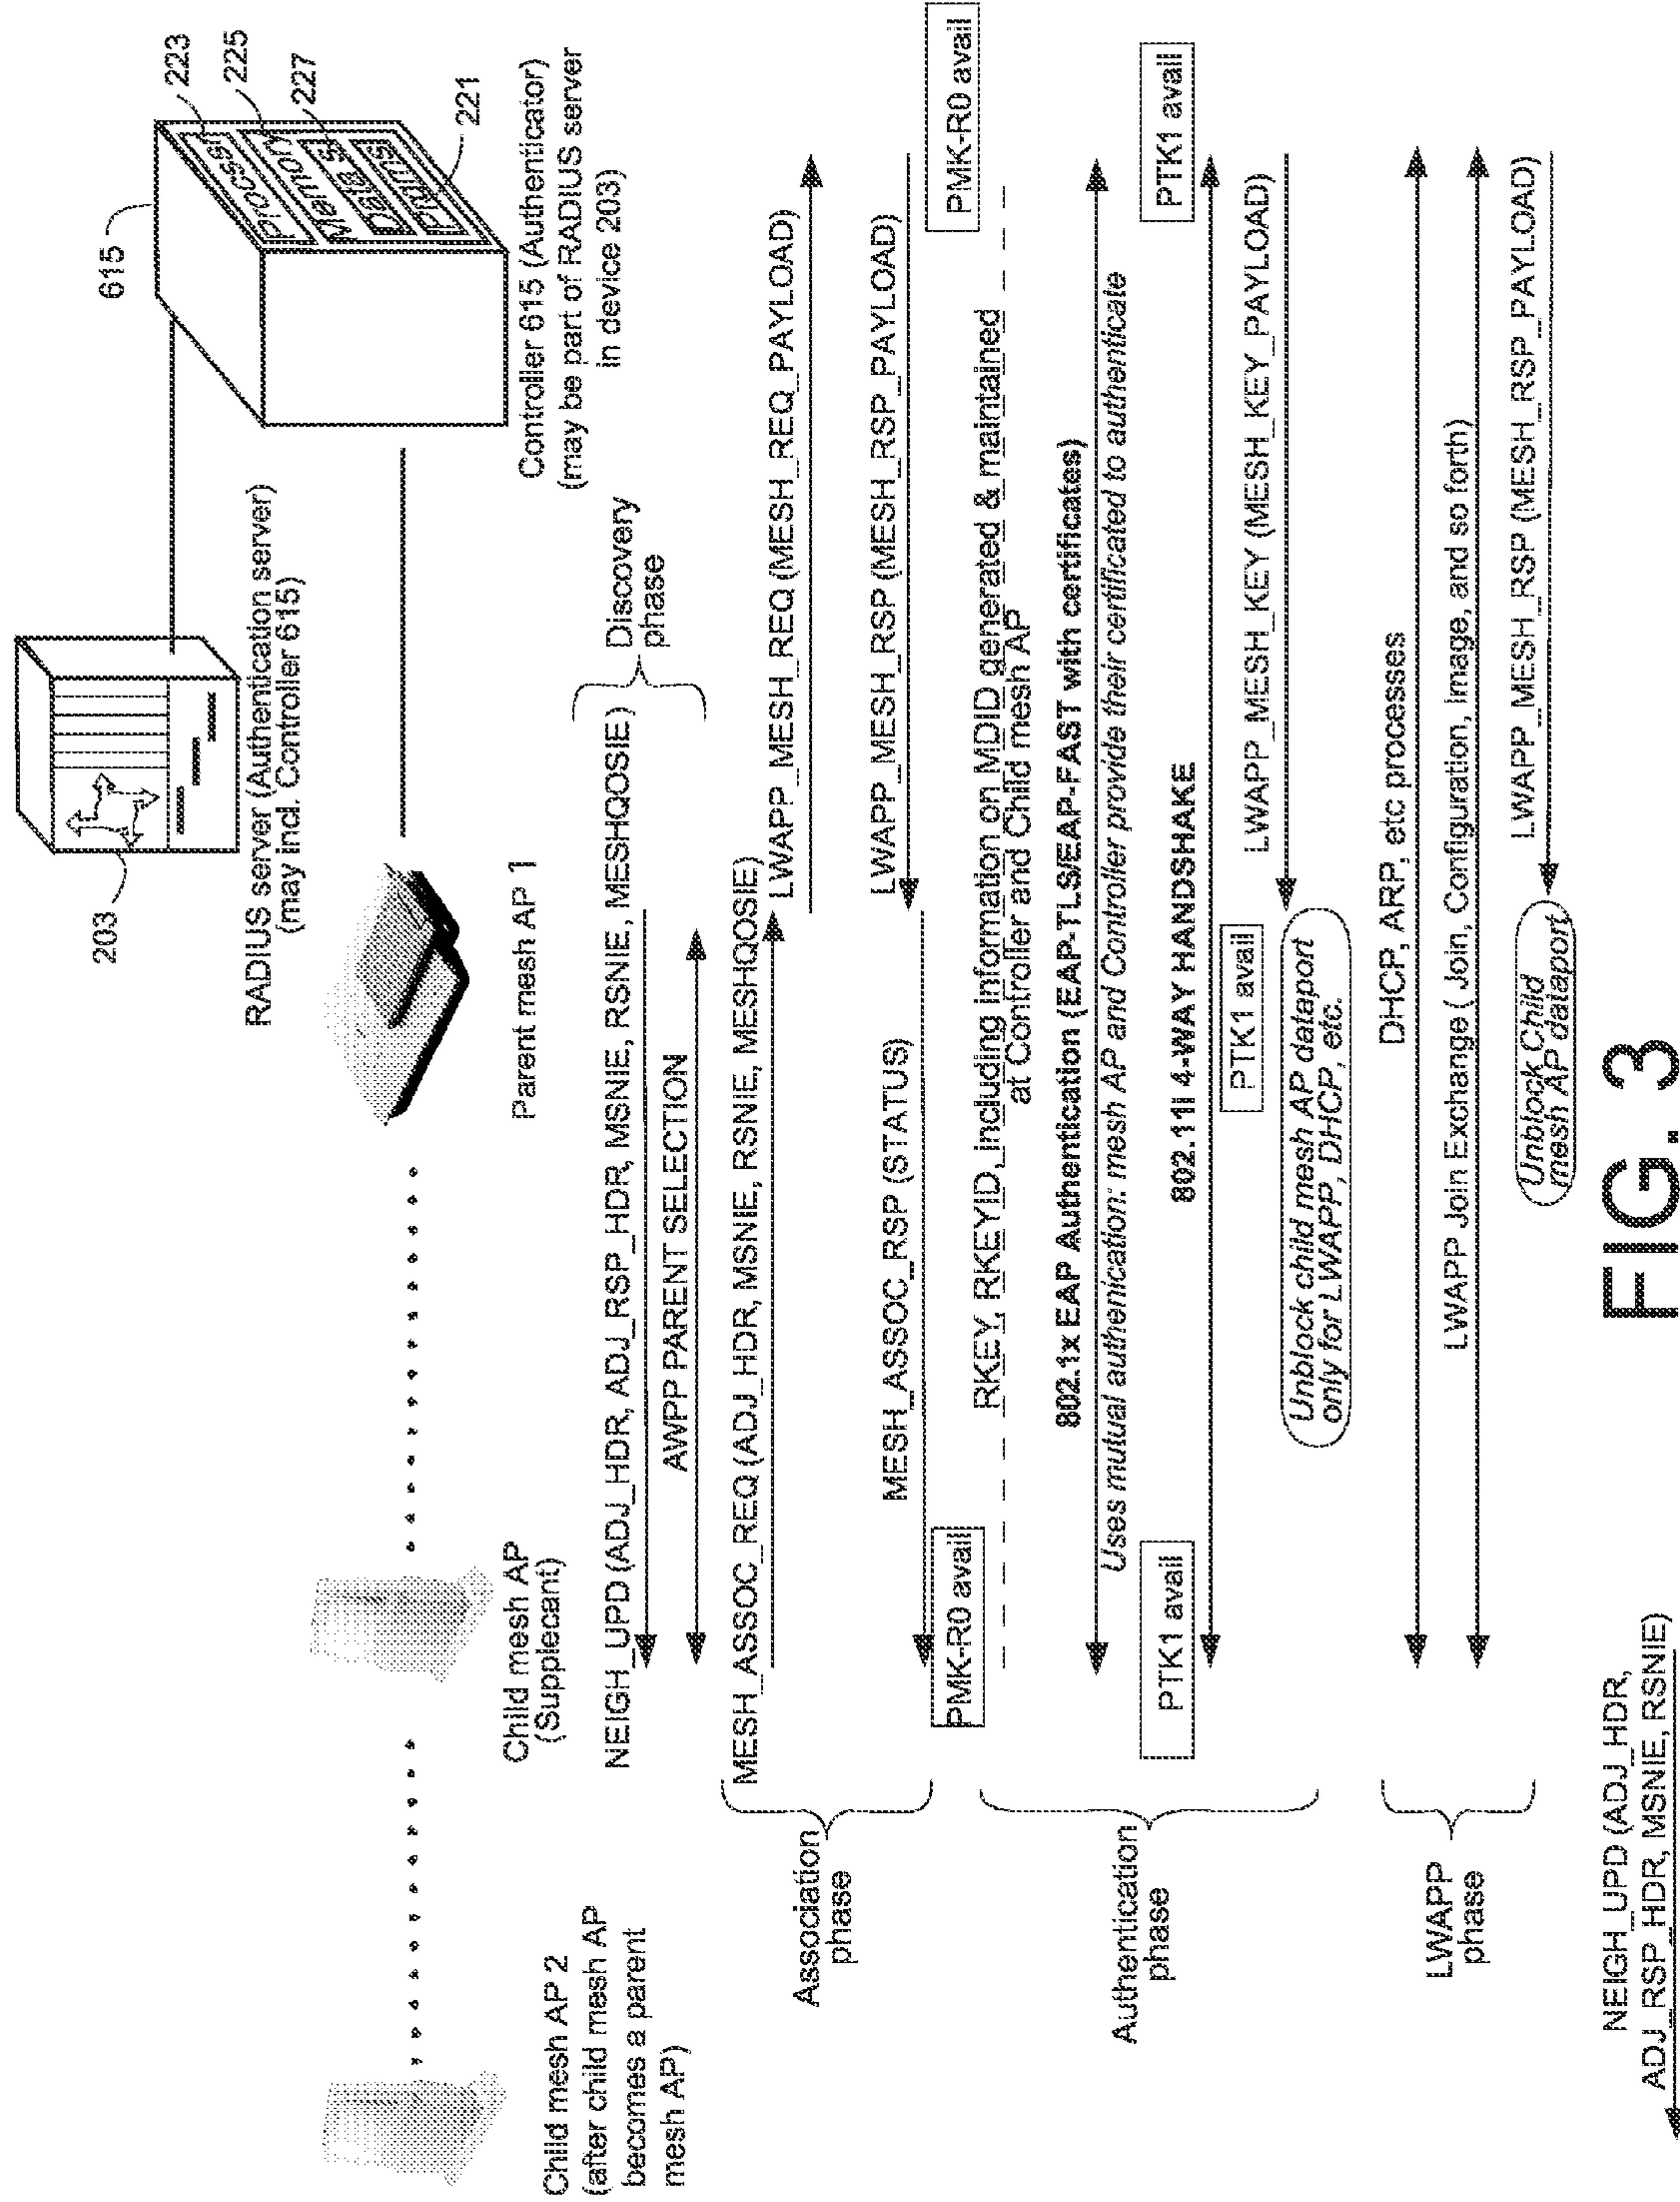 203
RADIUS server (Authentication server)
(may incl. Controller 615)
615
223
225
227
221
Processr
Memory
Data s
Controller 615 (Authenticator)
(may be part of RADIUS server
in device 203)
Child mesh AP 2
(after child mesh AP
becomes a parent
mesh AP)
Child mesh AP
(Supplecant)
Parent mesh AP 1
NEIGH_UPD (ADJ_HDR, ADJ_RSP_HDR, MSNIE, RSNIE, MESHQOSIE)
Discovery
phase
AWPP PARENT SELECTION
MESH_ASSOC_REQ (ADJ_HDR, MSNIE, RSNIE, MESHQOSIE)
LWAPP_MESH_REQ (MESH_REQ_PAYLOAD)
Association
phase
LWAPP_MESH_RSP (MESH_RSP_PAYLOAD)
MESH_ASSOC_RSP (STATUS)
PMK-R0 avail
PMK-R0 avail
RKEY, RKEYID, including information on MDID generated & maintained
at Controller and Child mesh AP
802.1x EAP Authentication (EAP-TLS/EAP-FAST with certificates)
Uses mutual authenication: mesh AP and Controller provide their certificated to authenticate
Authentication
phase
PTK1 avail
PTK1 avail
802.11i 4-WAY HANDSHAKE
PTK1 avail
LWAPP_MESH_KEY (MESH_KEY_PAYLOAD)
Unblock child mesh AP dataport
only for LWAPP, DHCP, etc.
DHCP, ARP, etc processes
LWAPP
phase
LWAPP Join Exchange ( Join, Configuration, Image, and so forth)
LWAPP_MESH_RSP (MESH_RSP_PAYLOAD)
Unblock Child
mesh AP dataport
NEIGH_UPD (ADJ_HDR,
ADJ_RSP_HDR, MSNIE, RSNIE)
FIG. 3